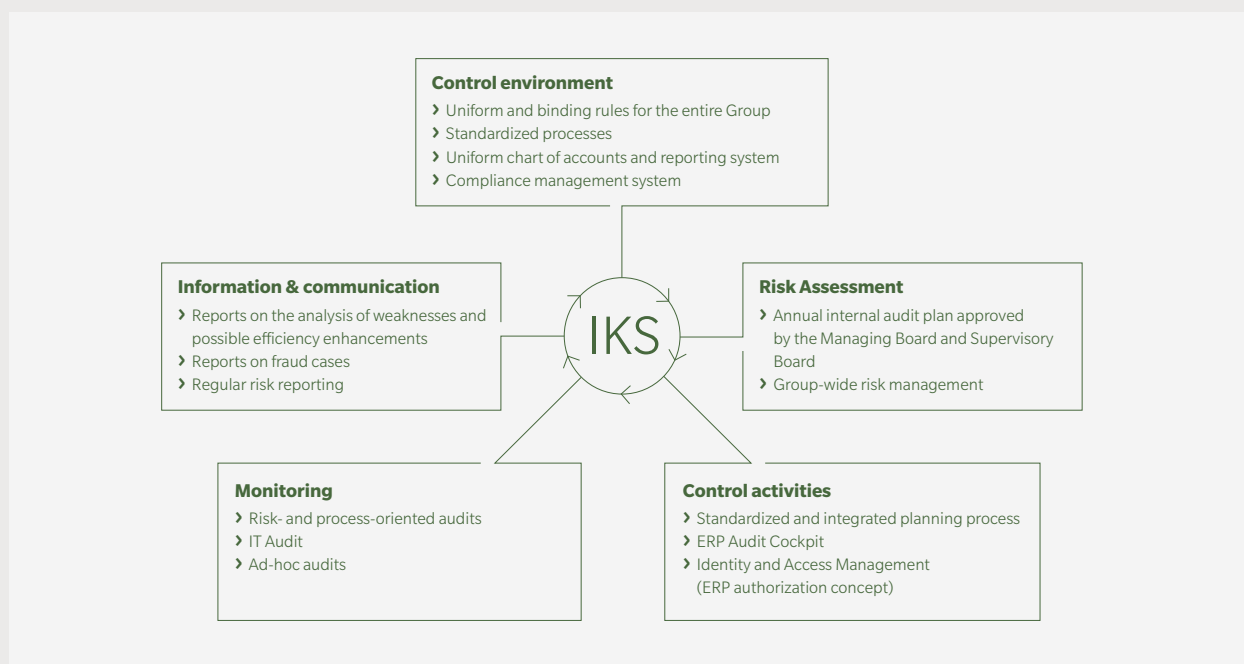 Control environment
› Uniform and binding rules for the entire Group
› Standardized processes
› Uniform chart of accounts and reporting system
› Compliance management system
Information & communication
› Reports on the analysis of weaknesses and
possible efficiency enhancements
› Reports on fraud cases
› Regular risk reporting
IKS
Risk Assessment
› Annual internal audit plan approved
by the Managing Board and Supervisory
Board
› Group-wide risk management
Monitoring
› Risk- and process-oriented audits
› IT Audit
› Ad-hoc audits
Control activities
› Standardized and integrated planning process
› ERP Audit Cockpit
› Identity and Access Management
(ERP authorization concept)